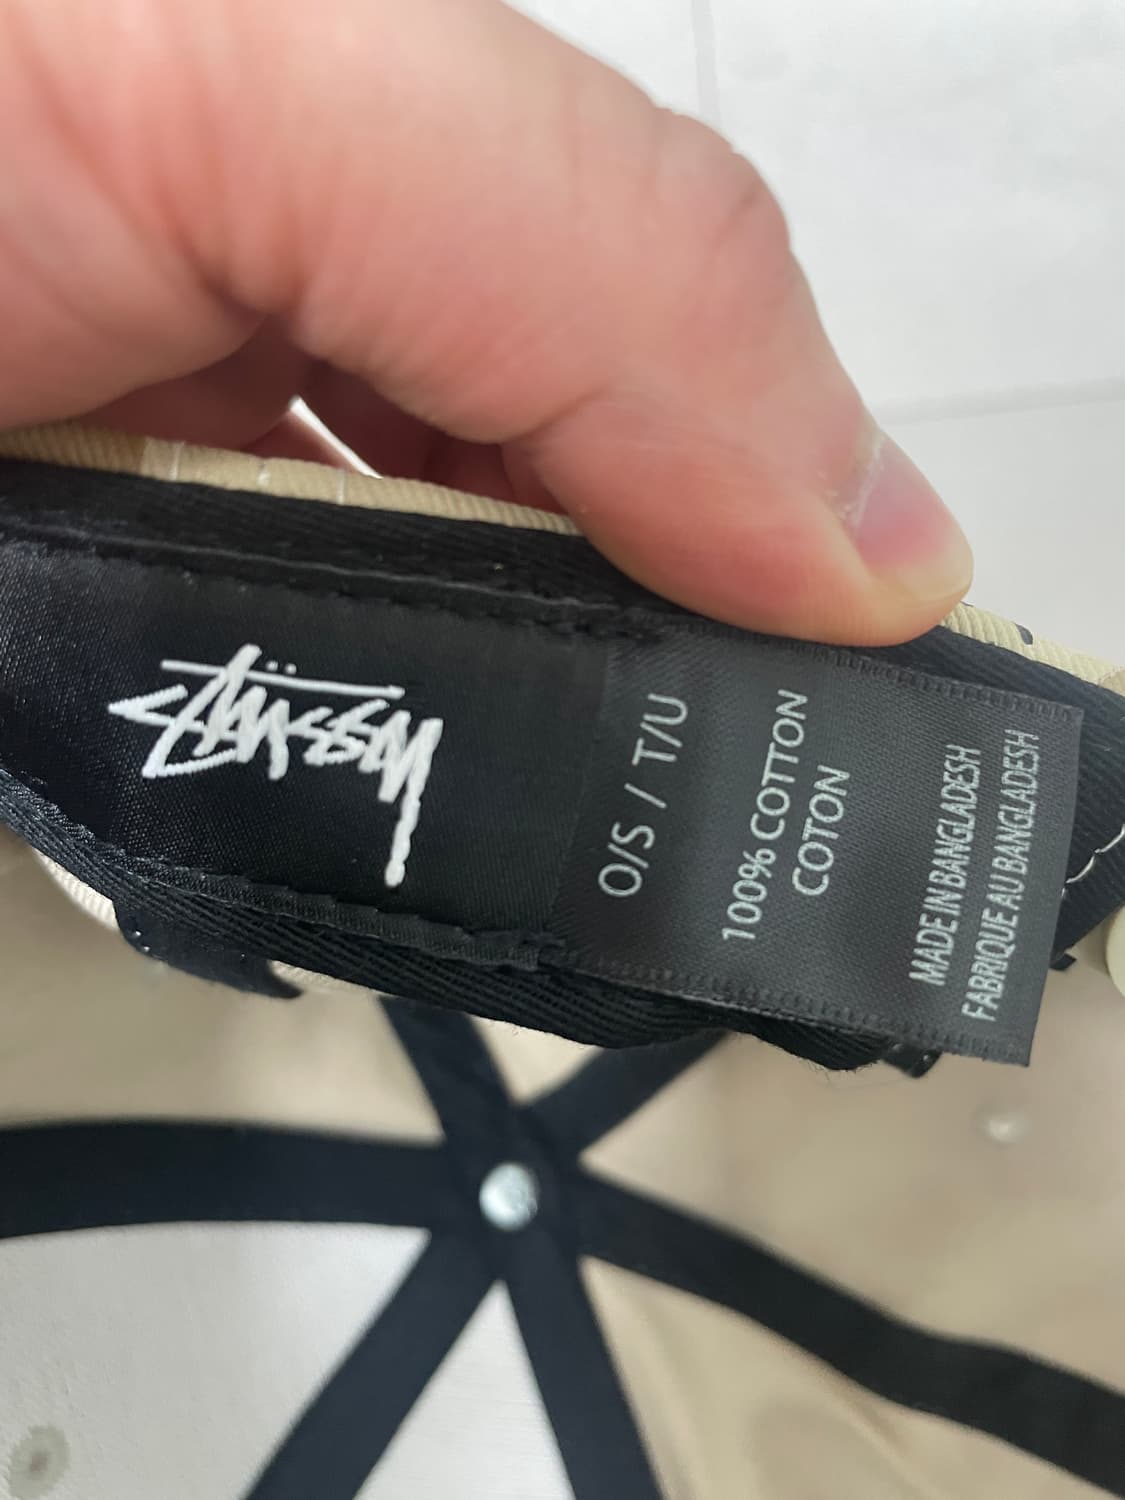 Stüssy
O/S / T/U
100% COTTON
COTON
MADE IN BANGLADESH
FABRIQUE AU BANGLADESH